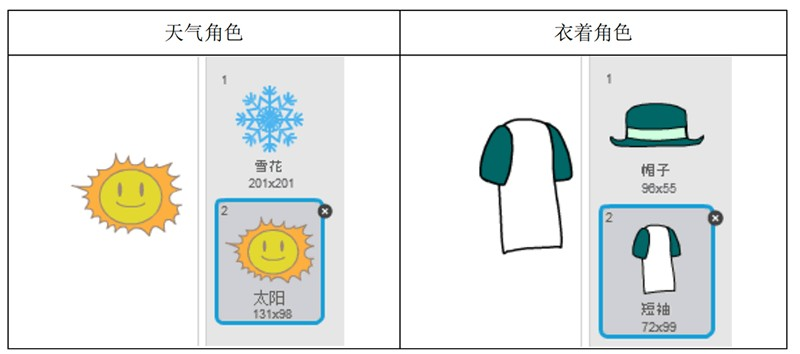 天气角色
衣着角色
1
雪花
201x201
2
太阳
131x98
1
帽子
96x55
2
短袖
72x99